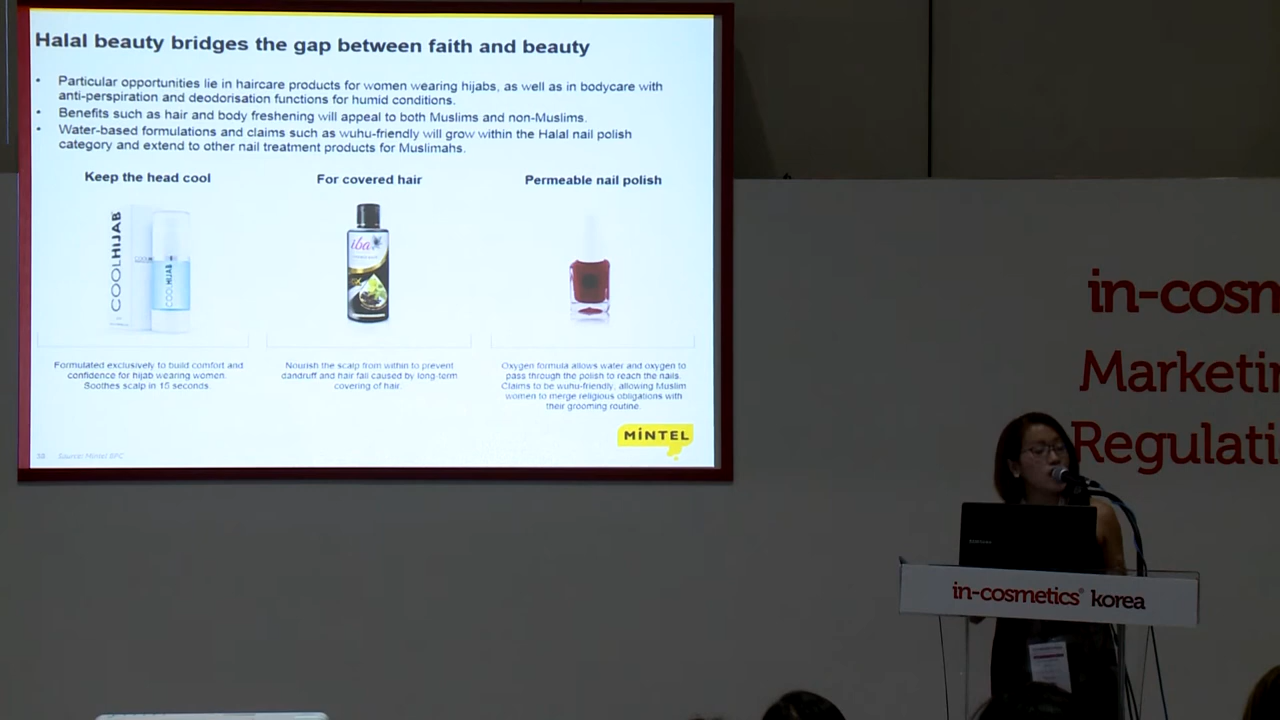 Halal beauty bridges the gap between faith and beauty
• Particular opportunities lie in haircare products for women wearing hijabs, as well as in bodycare with
anti-perspiration and deodorisation functions for humid conditions.
• Benefits such as hair and body freshening will appeal to both Muslims and non-Muslims.
• Water-based formulations and claims such as wuhu-friendly will grow within the Halal nail polish
category and extend to other nail treatment products for Muslimahs.
Keep the head cool
For covered hair
Permeable nail polish
COOLHIJAB
COOLHIJAB
iba
Formulated exclusively to build comfort and
confidence for hijab wearing women.
Soothes scalp in 15 seconds.
Nourish the scalp from within to prevent
dandruff and hair fall caused by long-term
covering of hair.
Oxygen formula allows water and oxygen to
pass through the polish to reach the nails.
Claims to be wuhu-friendly, allowing Muslim
women to merge religious obligations with
their grooming routine.
MiNTEL
38 Source: Mintel BPC
in-cosm
Marketin
Regulati
SAMSUNG
in-cosmetics® korea